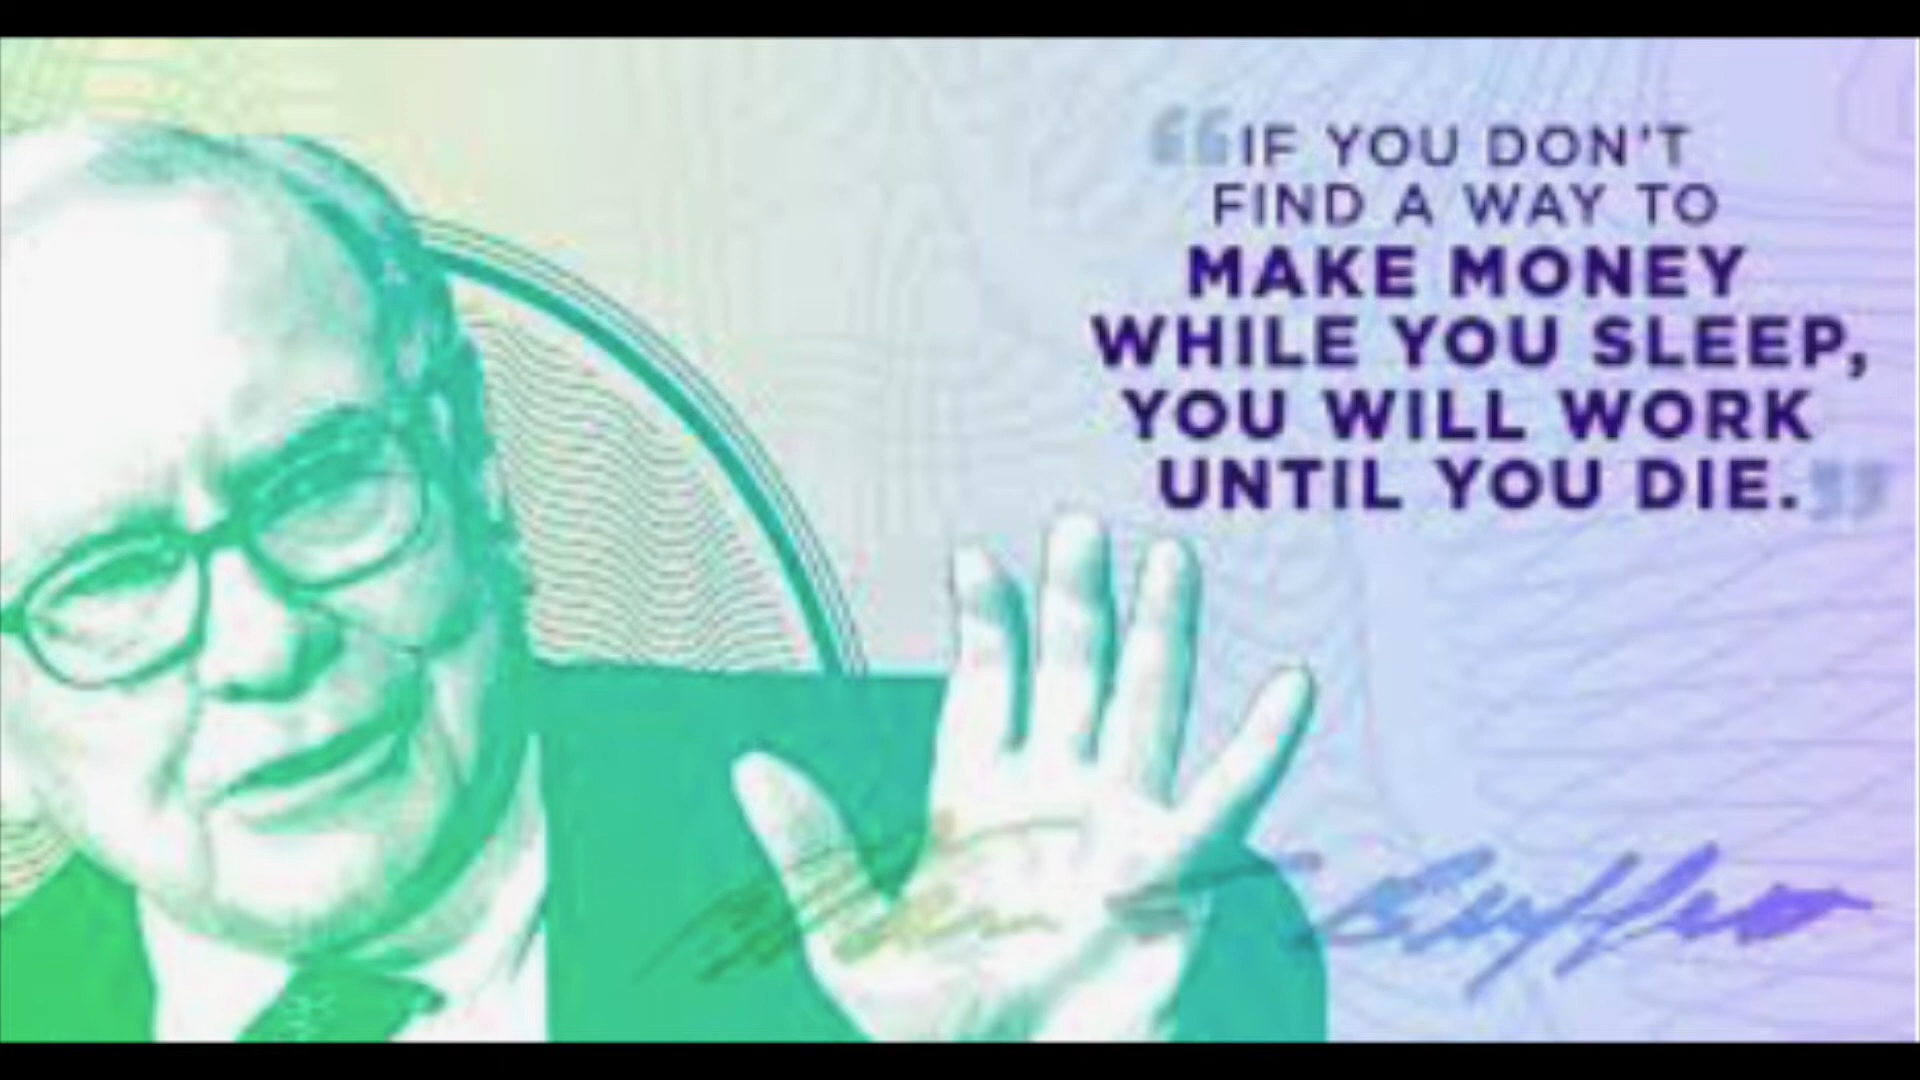 “IF YOU DON'T
FIND A WAY TO
MAKE MONEY
WHILE YOU SLEEP,
YOU WILL WORK
UNTIL YOU DIE.”